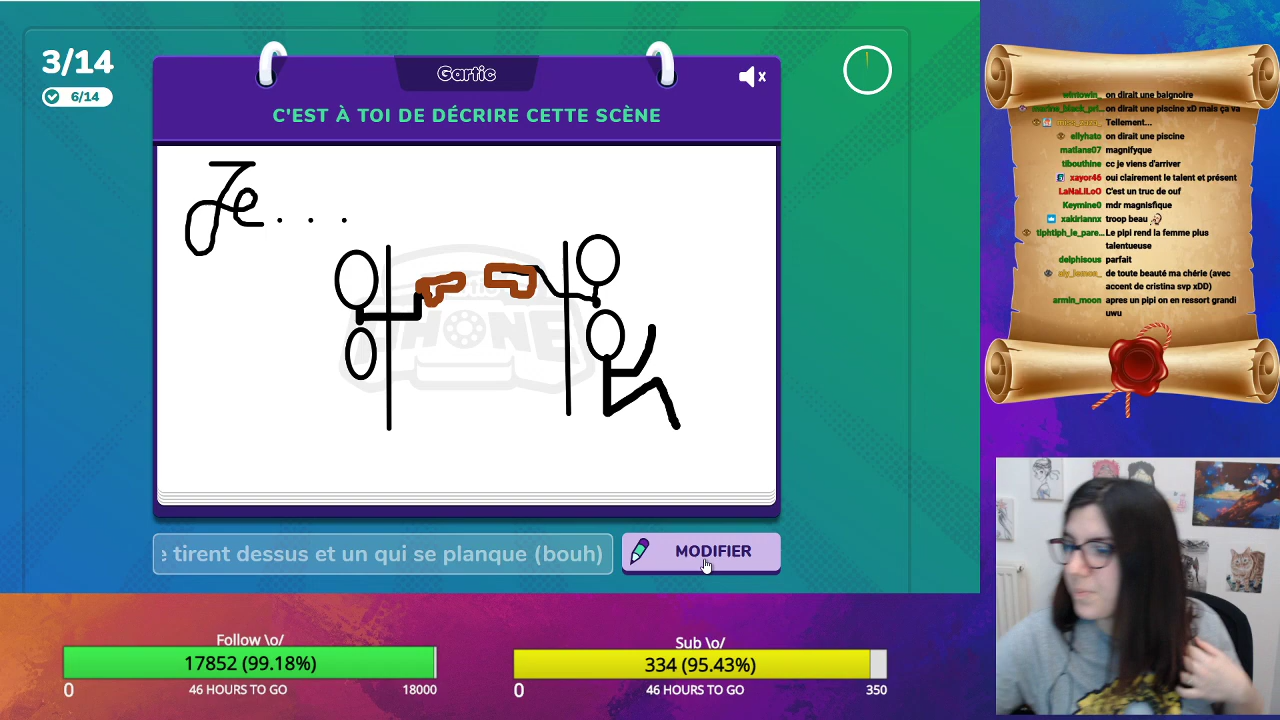 3/14
6/14
Gartic
C'EST À TOI DE DÉCRIRE CETTE SCÈNE
Je...
PHONE
e tirent dessus et un qui se planque (bouh)
MODIFIER
wintowin_ on dirait une baignoire
marine_black_pri... on dirait une piscine xD mais ça va
Tellement...
ellyhato on dirait une piscine
matlans07 magnifyque
tibouthine cc je viens d'arriver
xayor46 oui clairement le talent et présent
LaNaLiLoO C'est un truc de ouf
Keymine0 mdr magnisfique
xakiriannx troop beau
tiphtiph_le_pare... Le pipi rend la femme plus
talentueuse
delphisous parfait
aly_lemon_ de toute beauté ma chérie (avec
accent de cristina svp xDD)
armin_moon apres un pipi on en ressort grandi
uwu
Follow \o/
17852 (99.18%)
0 46 HOURS TO GO 18000
Sub \o/
334 (95.43%)
0 46 HOURS TO GO 350